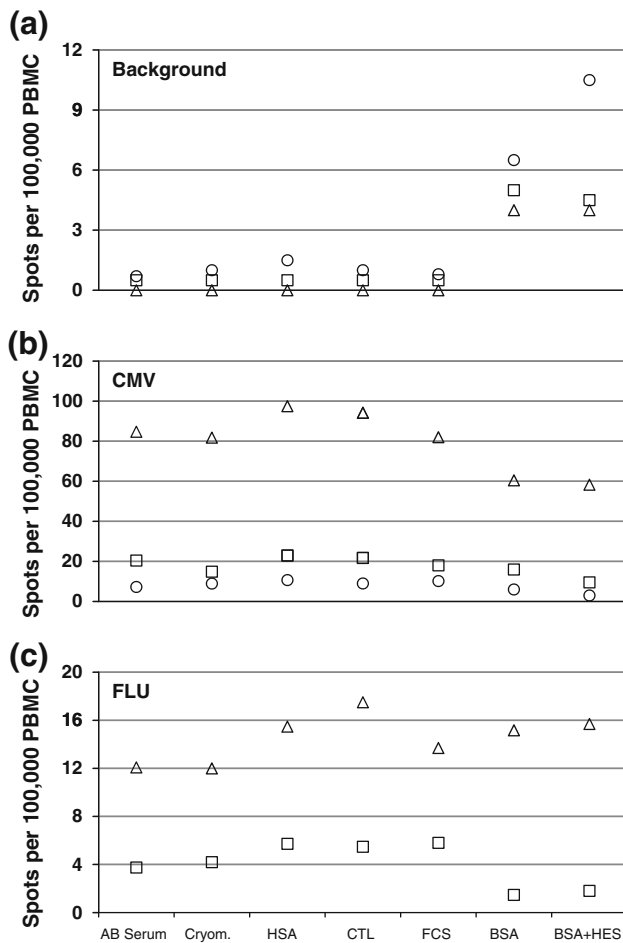 (a)
Spots per 100,000 PBMC
12
9
6
3
0
Background
(b)
Spots per 100,000 PBMC
120
100
80
60
40
20
0
CMV
(c)
Spots per 100,000 PBMC
20
16
12
8
4
0
FLU
AB Serum Cryom. HSA CTL FCS BSA BSA+HES